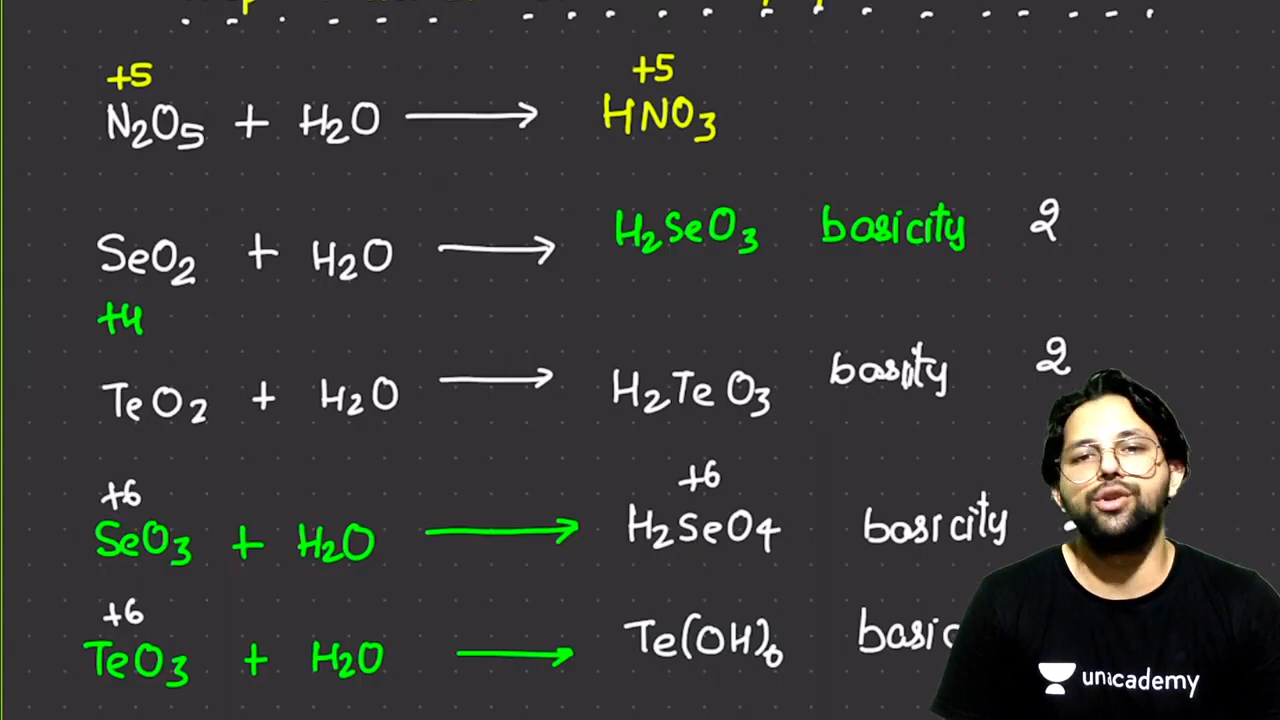 +5 +5
N2O5 + H2O ⟶ HNO3
SeO2 + H2O ⟶ H2SeO3 basicity 2
+4
TeO2 + H2O ⟶ H2TeO3 2
+6 +6
SeO3 + H2O ⟶ H2SeO4 basicity
+6
TeO3 + H2O ⟶ Te(OH)6 basic
unacademy